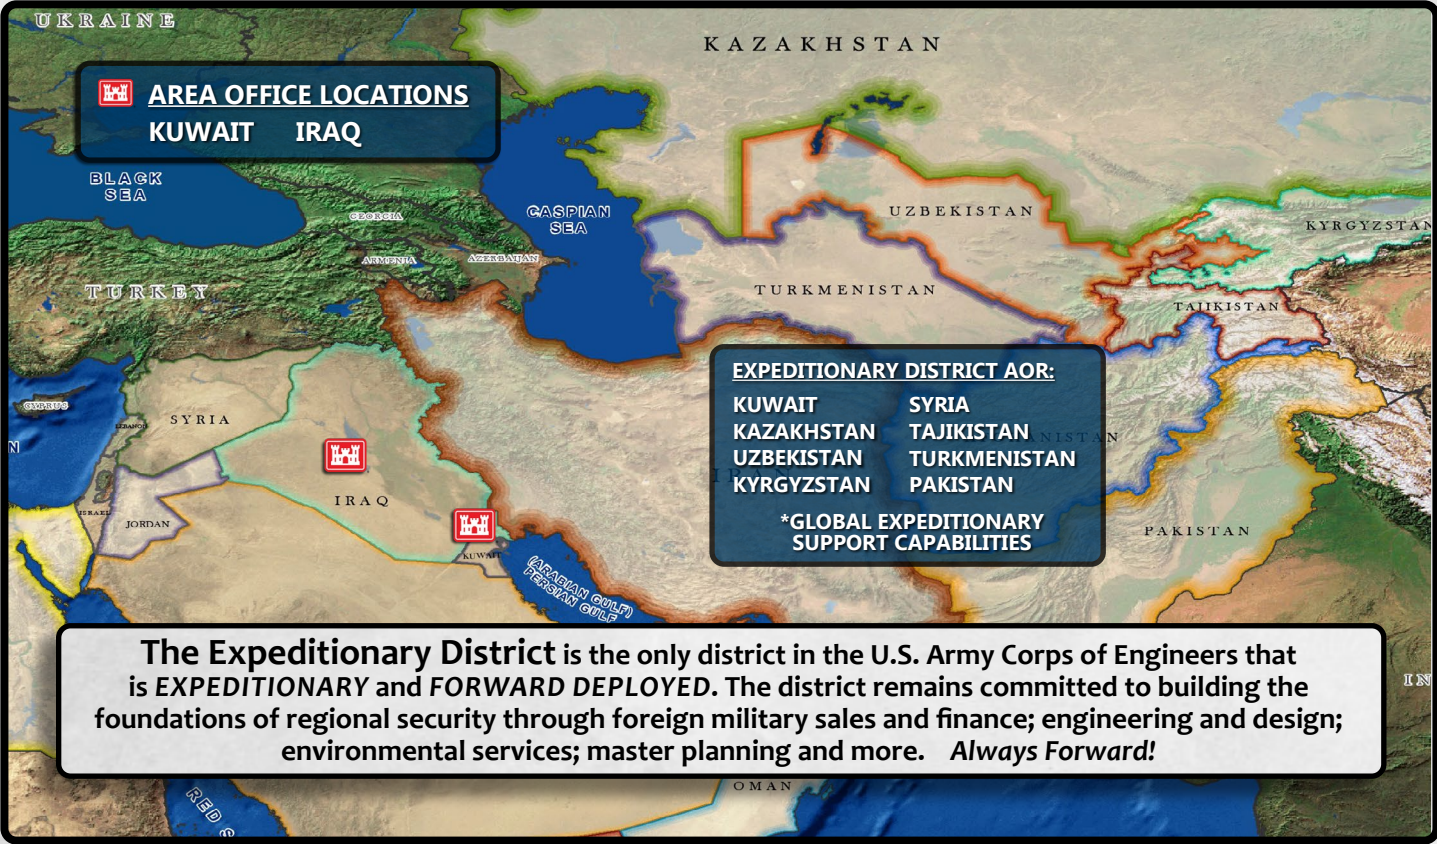 UKRAINE
KAZAKHSTAN
AREA OFFICE LOCATIONS
KUWAIT IRAQ
BLACK
SEA
GEORGIA
CASPIAN
SEA
UZBEKISTAN
KYRGYZSTAN
ARMENIA
AZERBAIJAN
TURKEY
TURKMENISTAN
TAJIKISTAN
EXPEDITIONARY DISTRICT AOR:
KUWAIT SYRIA
KAZAKHSTAN TAJIKISTAN
UZBEKISTAN TURKMENISTAN
KYRGYZSTAN PAKISTAN
*GLOBAL EXPEDITIONARY
SUPPORT CAPABILITIES
CYPRUS
SYRIA
LEBANON
N
NISTAN
IRAN
IRAQ
ISRAEL
JORDAN
KUWAIT
PAKISTAN
(ARABIAN GULF)
PERSIAN GULF
The Expeditionary District is the only district in the U.S. Army Corps of Engineers that
is EXPEDITIONARY and FORWARD DEPLOYED. The district remains committed to building the
foundations of regional security through foreign military sales and finance; engineering and design;
environmental services; master planning and more. Always Forward!
IN
OMAN
RED S